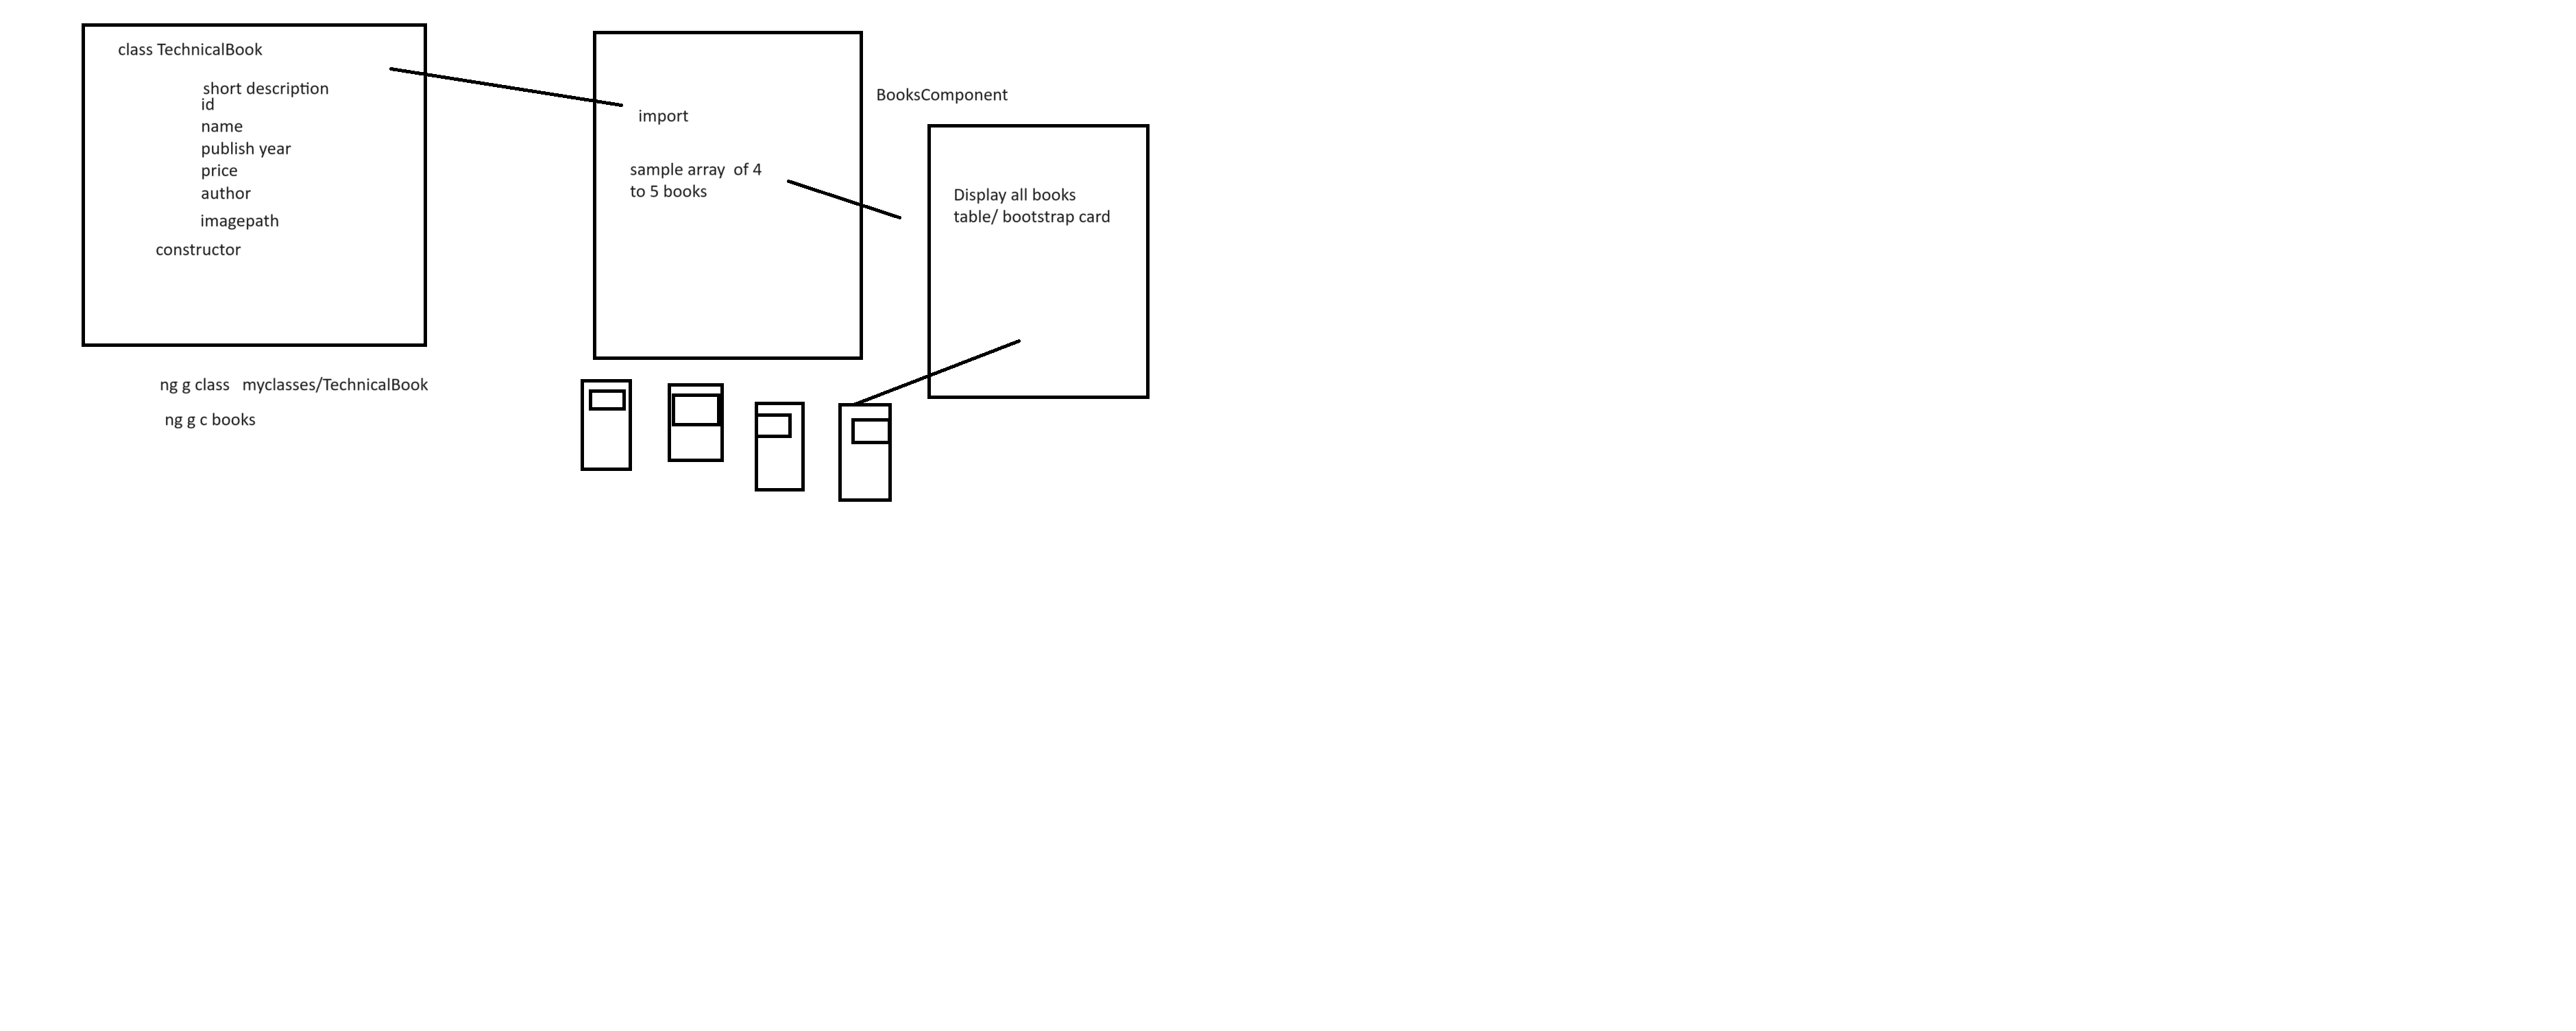 class TechnicalBook
short description
id
name
publish year
price
author
imagepath
constructor
ng g class   myclasses/TechnicalBook
ng g c books
import
sample array  of 4
to 5 books
BooksComponent
Display all books
table/ bootstrap card